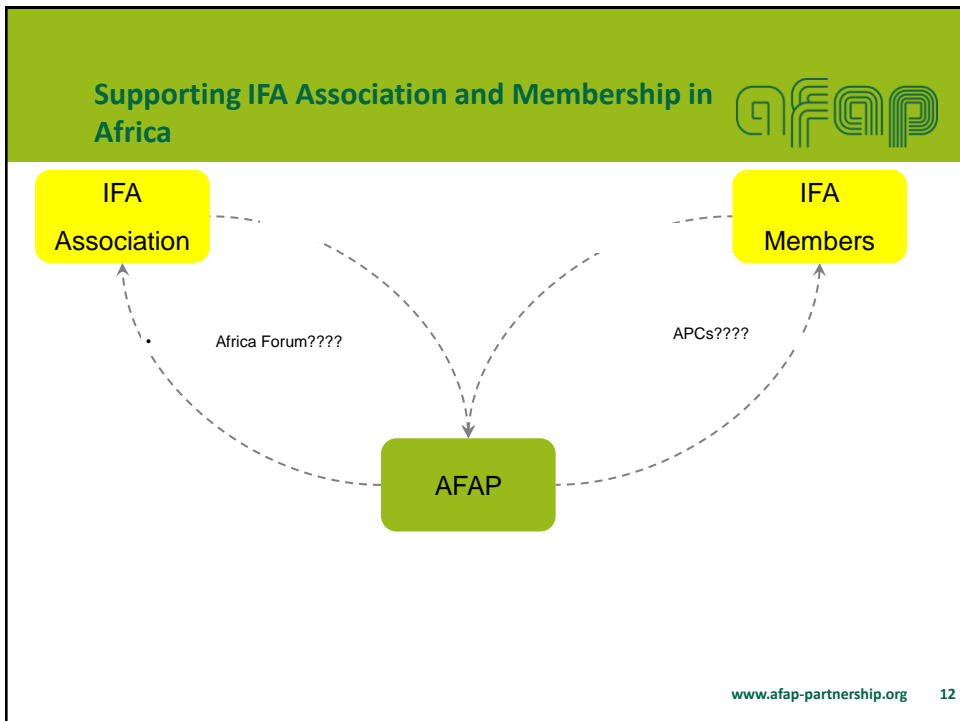 Supporting IFA Association and Membership in
Africa
afap
IFA
Association
IFA
Members
• Africa Forum????
APCs????
AFAP
www.afap-partnership.org 12